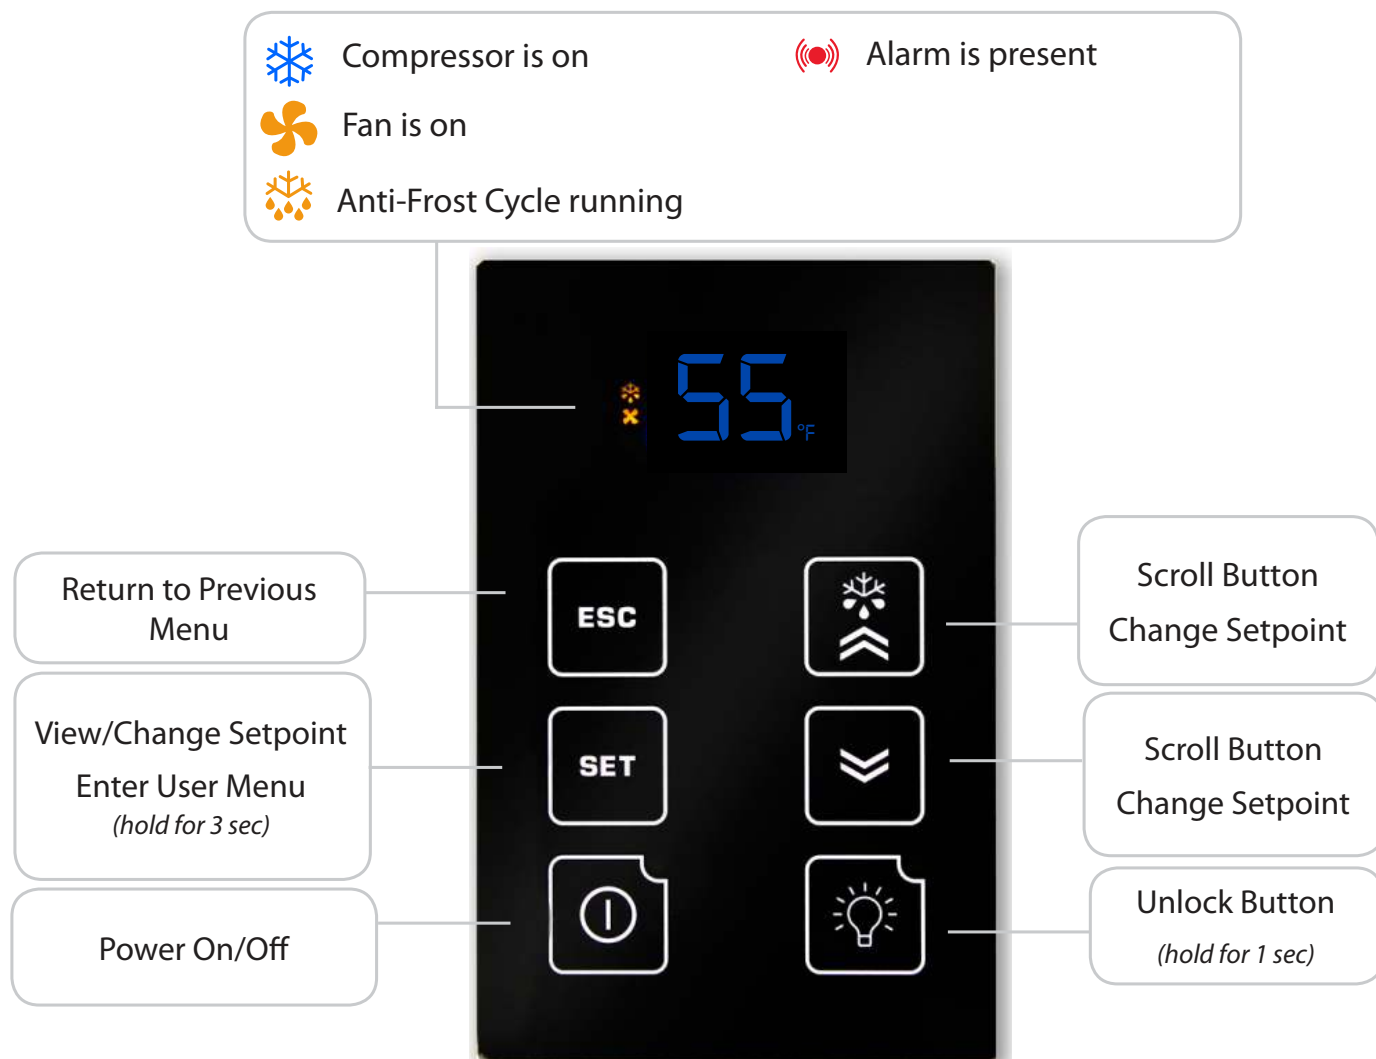 Compressor is on
Alarm is present
Fan is on
Anti-Frost Cycle running
55 °F
Return to Previous
Menu
ESC
Scroll Button
Change Setpoint
View/Change Setpoint
Enter User Menu
(hold for 3 sec)
SET
Scroll Button
Change Setpoint
Power On/Off
Unlock Button
(hold for 1 sec)